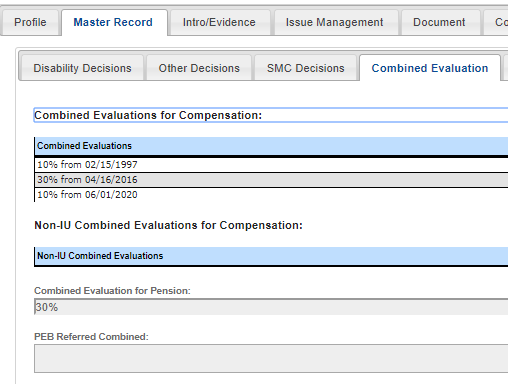 Profile Master Record Intro/Evidence Issue Management Document
Disability Decisions Other Decisions SMC Decisions Combined Evaluation
Combined Evaluations for Compensation:
Combined Evaluations
10% from 02/15/1997
30% from 04/16/2016
10% from 06/01/2020
Non-IU Combined Evaluations for Compensation:
Non-IU Combined Evaluations
Combined Evaluation for Pension:
30%
PEB Referred Combined: